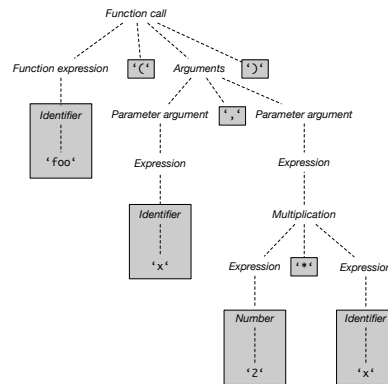 Function call
Function expression ‘(‘ Arguments ‘)‘
Identifier Parameter argument ‘,‘ Parameter argument
‘foo‘ Expression Expression
Identifier Multiplication
‘x‘ Expression ‘*‘ Expression
Number Identifier
‘2‘ ‘x‘